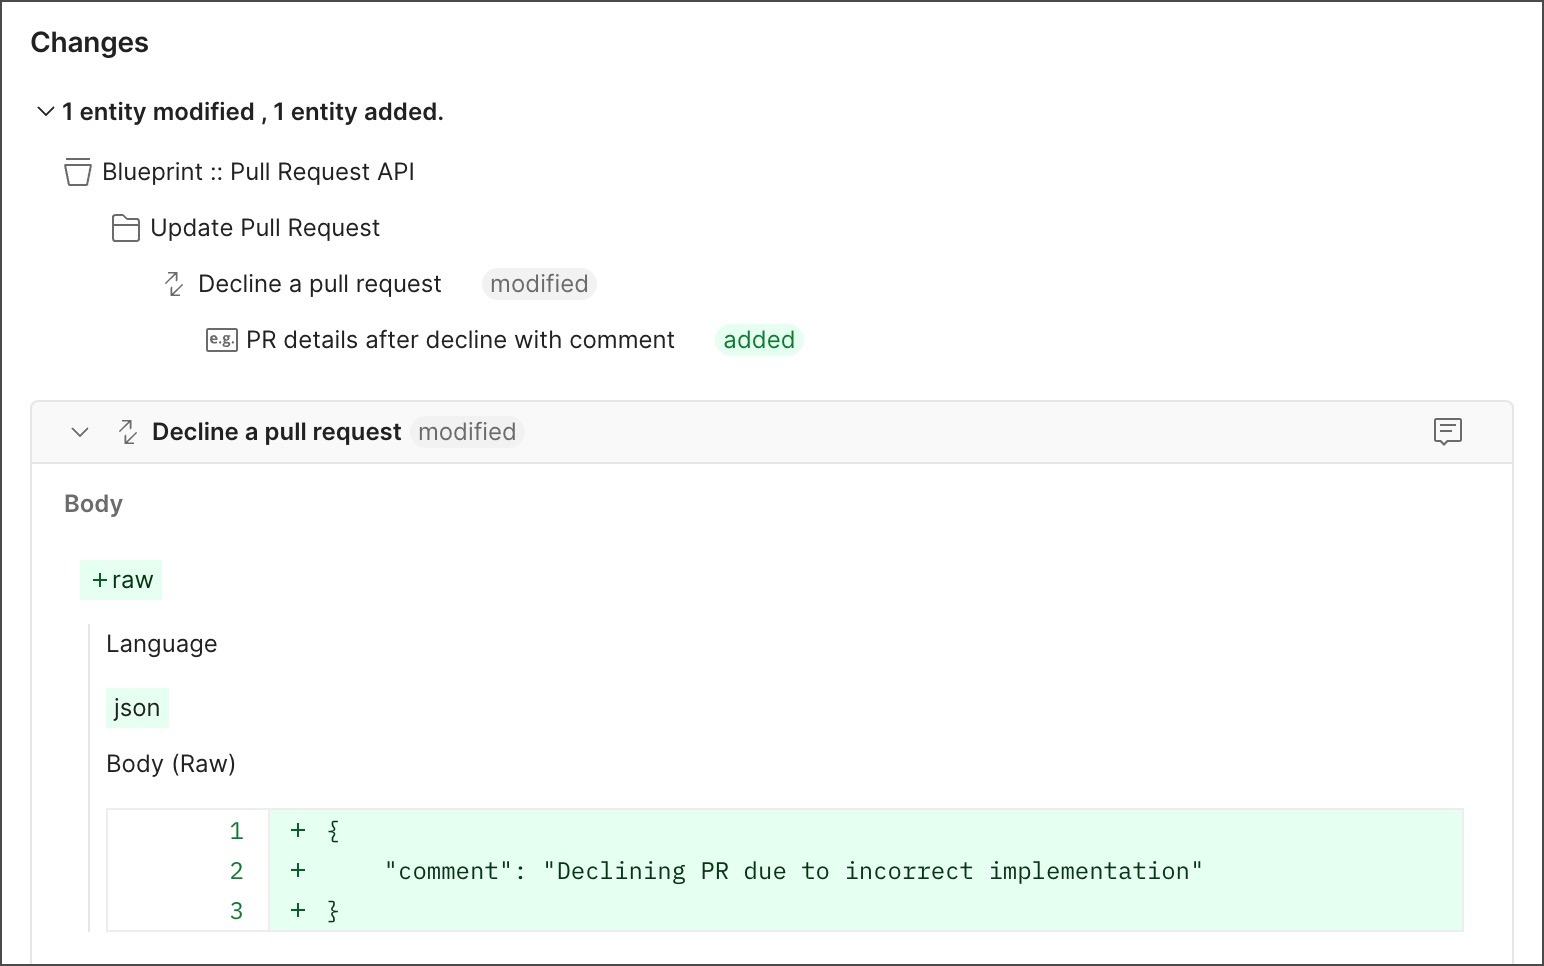 Changes
1 entity modified , 1 entity added.
Blueprint :: Pull Request API
Update Pull Request
Decline a pull request modified
e.g. PR details after decline with comment added
Decline a pull request modified
Body
+ raw
Language
json
Body (Raw)
1 + {
2 + "comment": "Declining PR due to incorrect implementation"
3 + }